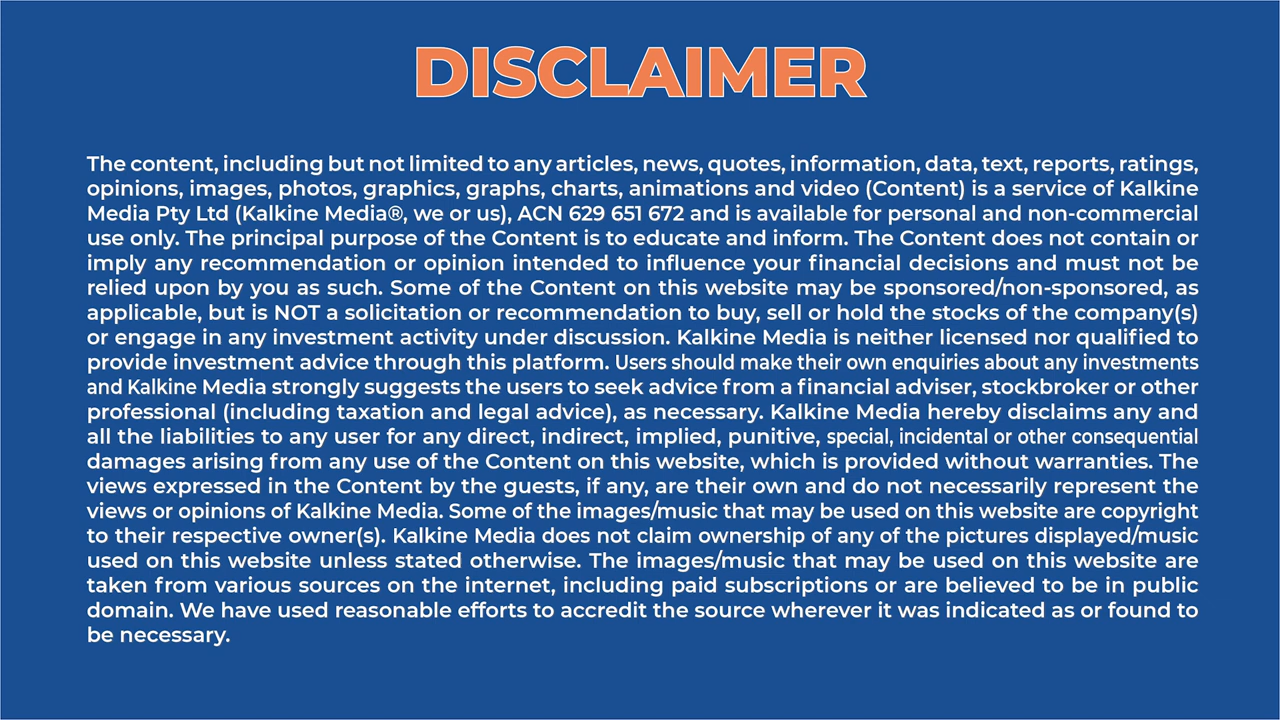 DISCLAIMER
The content, including but not limited to any articles, news, quotes, information, data, text, reports, ratings,
opinions, images, photos, graphics, graphs, charts, animations and video (Content) is a service of Kalkine
Media Pty Ltd (Kalkine Media®, we or us), ACN 629 651 672 and is available for personal and non-commercial
use only. The principal purpose of the Content is to educate and inform. The Content does not contain or
imply any recommendation or opinion intended to influence your financial decisions and must not be
relied upon by you as such. Some of the Content on this website may be sponsored/non-sponsored, as
applicable, but is NOT a solicitation or recommendation to buy, sell or hold the stocks of the company(s)
or engage in any investment activity under discussion. Kalkine Media is neither licensed nor qualified to
provide investment advice through this platform. Users should make their own enquiries about any investments
and Kalkine Media strongly suggests the users to seek advice from a financial adviser, stockbroker or other
professional (including taxation and legal advice), as necessary. Kalkine Media hereby disclaims any and
all the liabilities to any user for any direct, indirect, implied, punitive, special, incidental or other consequential
damages arising from any use of the Content on this website, which is provided without warranties. The
views expressed in the Content by the guests, if any, are their own and do not necessarily represent the
views or opinions of Kalkine Media. Some of the images/music that may be used on this website are copyright
to their respective owner(s). Kalkine Media does not claim ownership of any of the pictures displayed/music
used on this website unless stated otherwise. The images/music that may be used on this website are
taken from various sources on the internet, including paid subscriptions or are believed to be in public
domain. We have used reasonable efforts to accredit the source wherever it was indicated as or found to
be necessary.